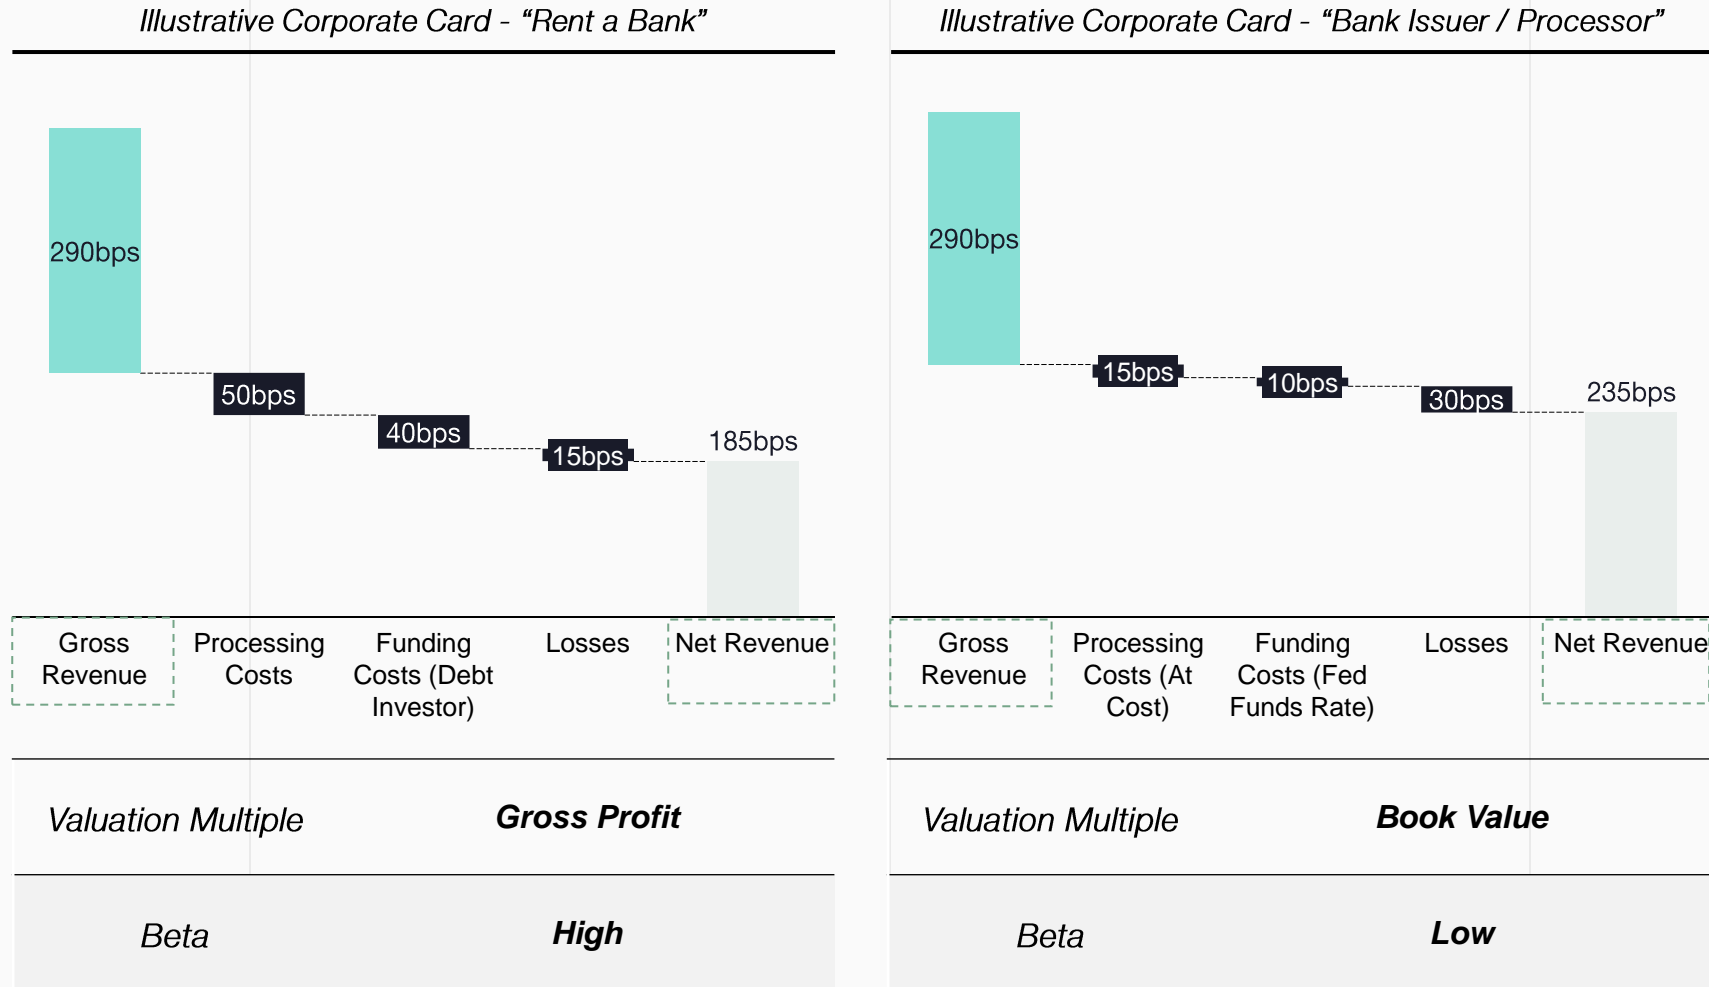 Illustrative Corporate Card - “Rent a Bank”
290bps
50bps
40bps
15bps
185bps
Gross
Revenue
Processing
Costs
Funding
Costs (Debt
Investor)
Losses
Net Revenue
Valuation Multiple
Gross Profit
Beta
High
Illustrative Corporate Card - “Bank Issuer / Processor”
290bps
15bps
10bps
30bps
235bps
Gross
Revenue
Processing
Costs (At
Cost)
Funding
Costs (Fed
Funds Rate)
Losses
Net Revenue
Valuation Multiple
Book Value
Beta
Low